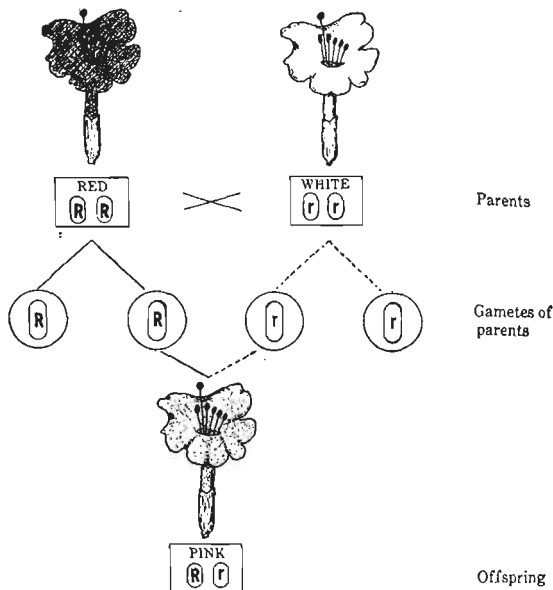 RED
R R
WHITE
r r
Parents
R
R
r
r
Gametes of
parents
PINK
R r
Offspring